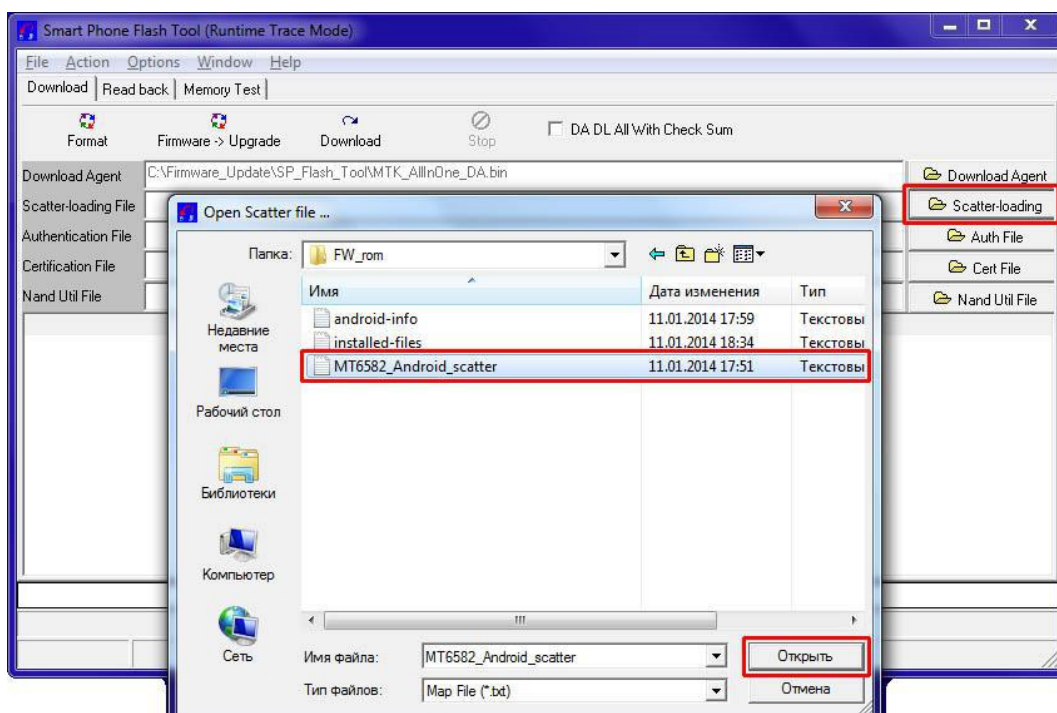 Smart Phone Flash Tool (Runtime Trace Mode)
File Action Options Window Help
Download Read back Memory Test
Format Firmware -> Upgrade Download Stop DA DL All With Check Sum
Download Agent C:\Firmware_Update\SP_Flash_Tool\MTK_AllInOne_DA.bin Download Agent
Scatter-loading File Scatter-loading
Authentication File Auth File
Certification File Cert File
Nand Util File Nand Util File
Open Scatter file ...
Папка: FW_rom
Имя Дата изменения Тип
android-info 11.01.2014 17:59 Текстовы
installed-files 11.01.2014 18:34 Текстовы
MT6582_Android_scatter 11.01.2014 17:51 Текстовы
Недавние
места
Рабочий стол
Библиотеки
Компьютер
Сеть
Имя файла: MT6582_Android_scatter Открыть
Тип файлов: Map File (*.txt) Отмена